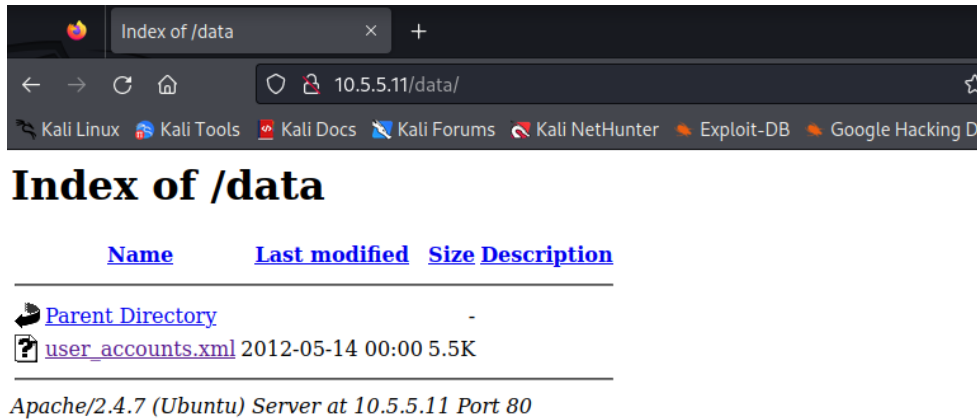 Index of /data
10.5.5.11/data/
Kali Linux Kali Tools Kali Docs Kali Forums Kali NetHunter Exploit-DB Google Hacking D
Index of /data
Name Last modified Size Description
Parent Directory -
user_accounts.xml 2012-05-14 00:00 5.5K
Apache/2.4.7 (Ubuntu) Server at 10.5.5.11 Port 80